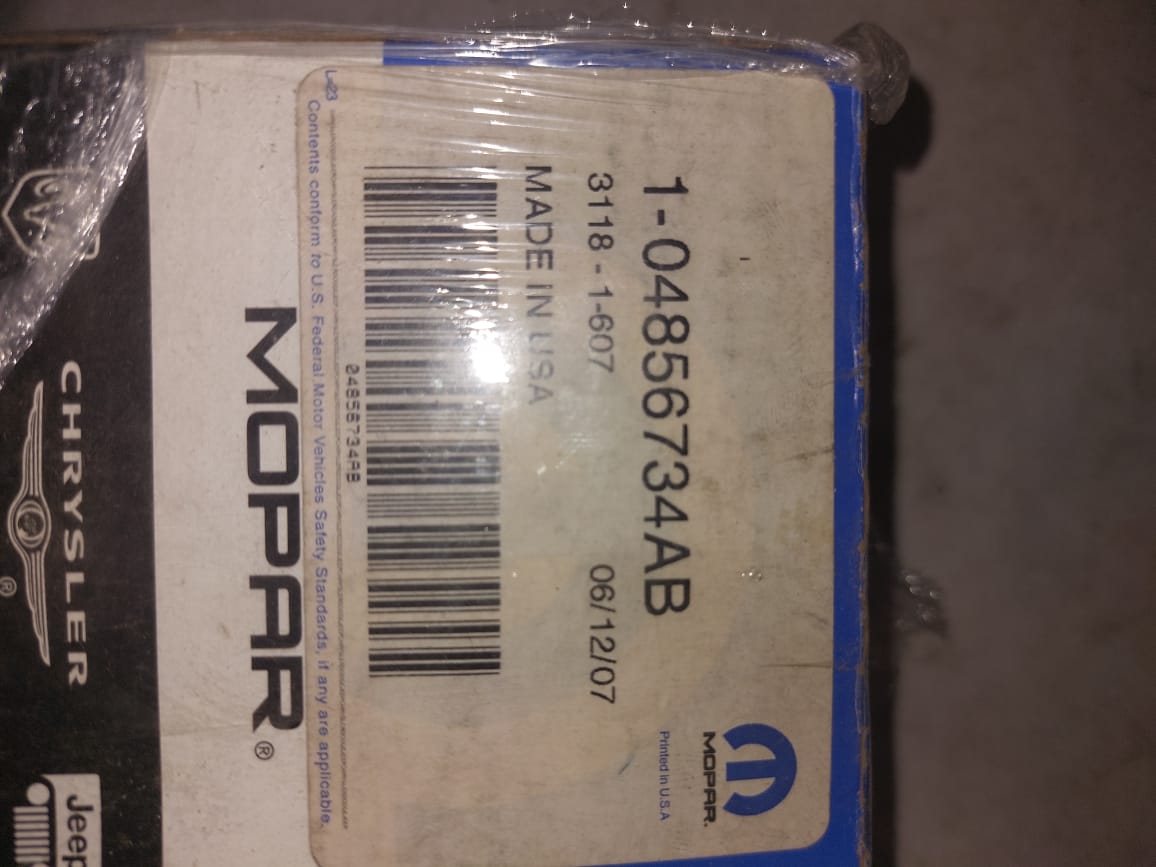 MOPAR.
Printed in U.S.A
1-04856734AB
3118 - 1-607 06/12/07
MADE IN USA
04856734AB
L-23
Contents conform to U.S. Federal Motor Vehicles Safety Standards, if any are applicable.
MOPAR®
CHRYSLER
®
Jeep